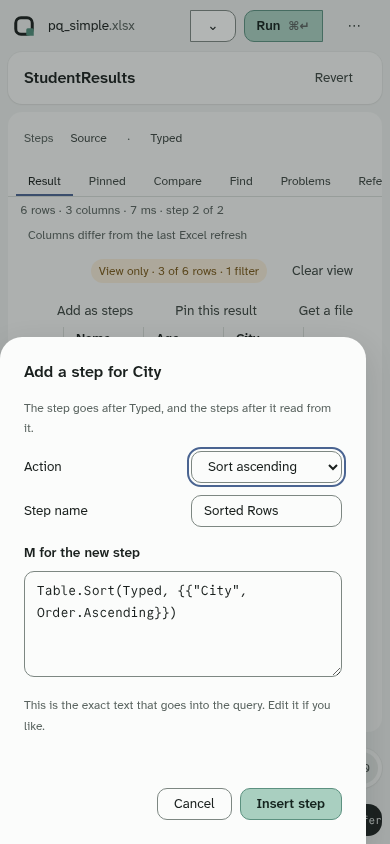 pq_simple.xlsx
Run ⌘↵
StudentResults
Revert
Steps Source · Typed
Result Pinned Compare Find Problems
6 rows · 3 columns · 7 ms · step 2 of 2
Columns differ from the last Excel refresh
View only · 3 of 6 rows · 1 filter
Clear view
Add as steps Pin this result Get a file
Name Age City
Add a step for City
The step goes after Typed, and the steps after it read from
it.
Action Sort ascending
Step name Sorted Rows
M for the new step
Table.Sort(Typed, {{"City",
Order.Ascending}})
This is the exact text that goes into the query. Edit it if you
like.
Cancel Insert step